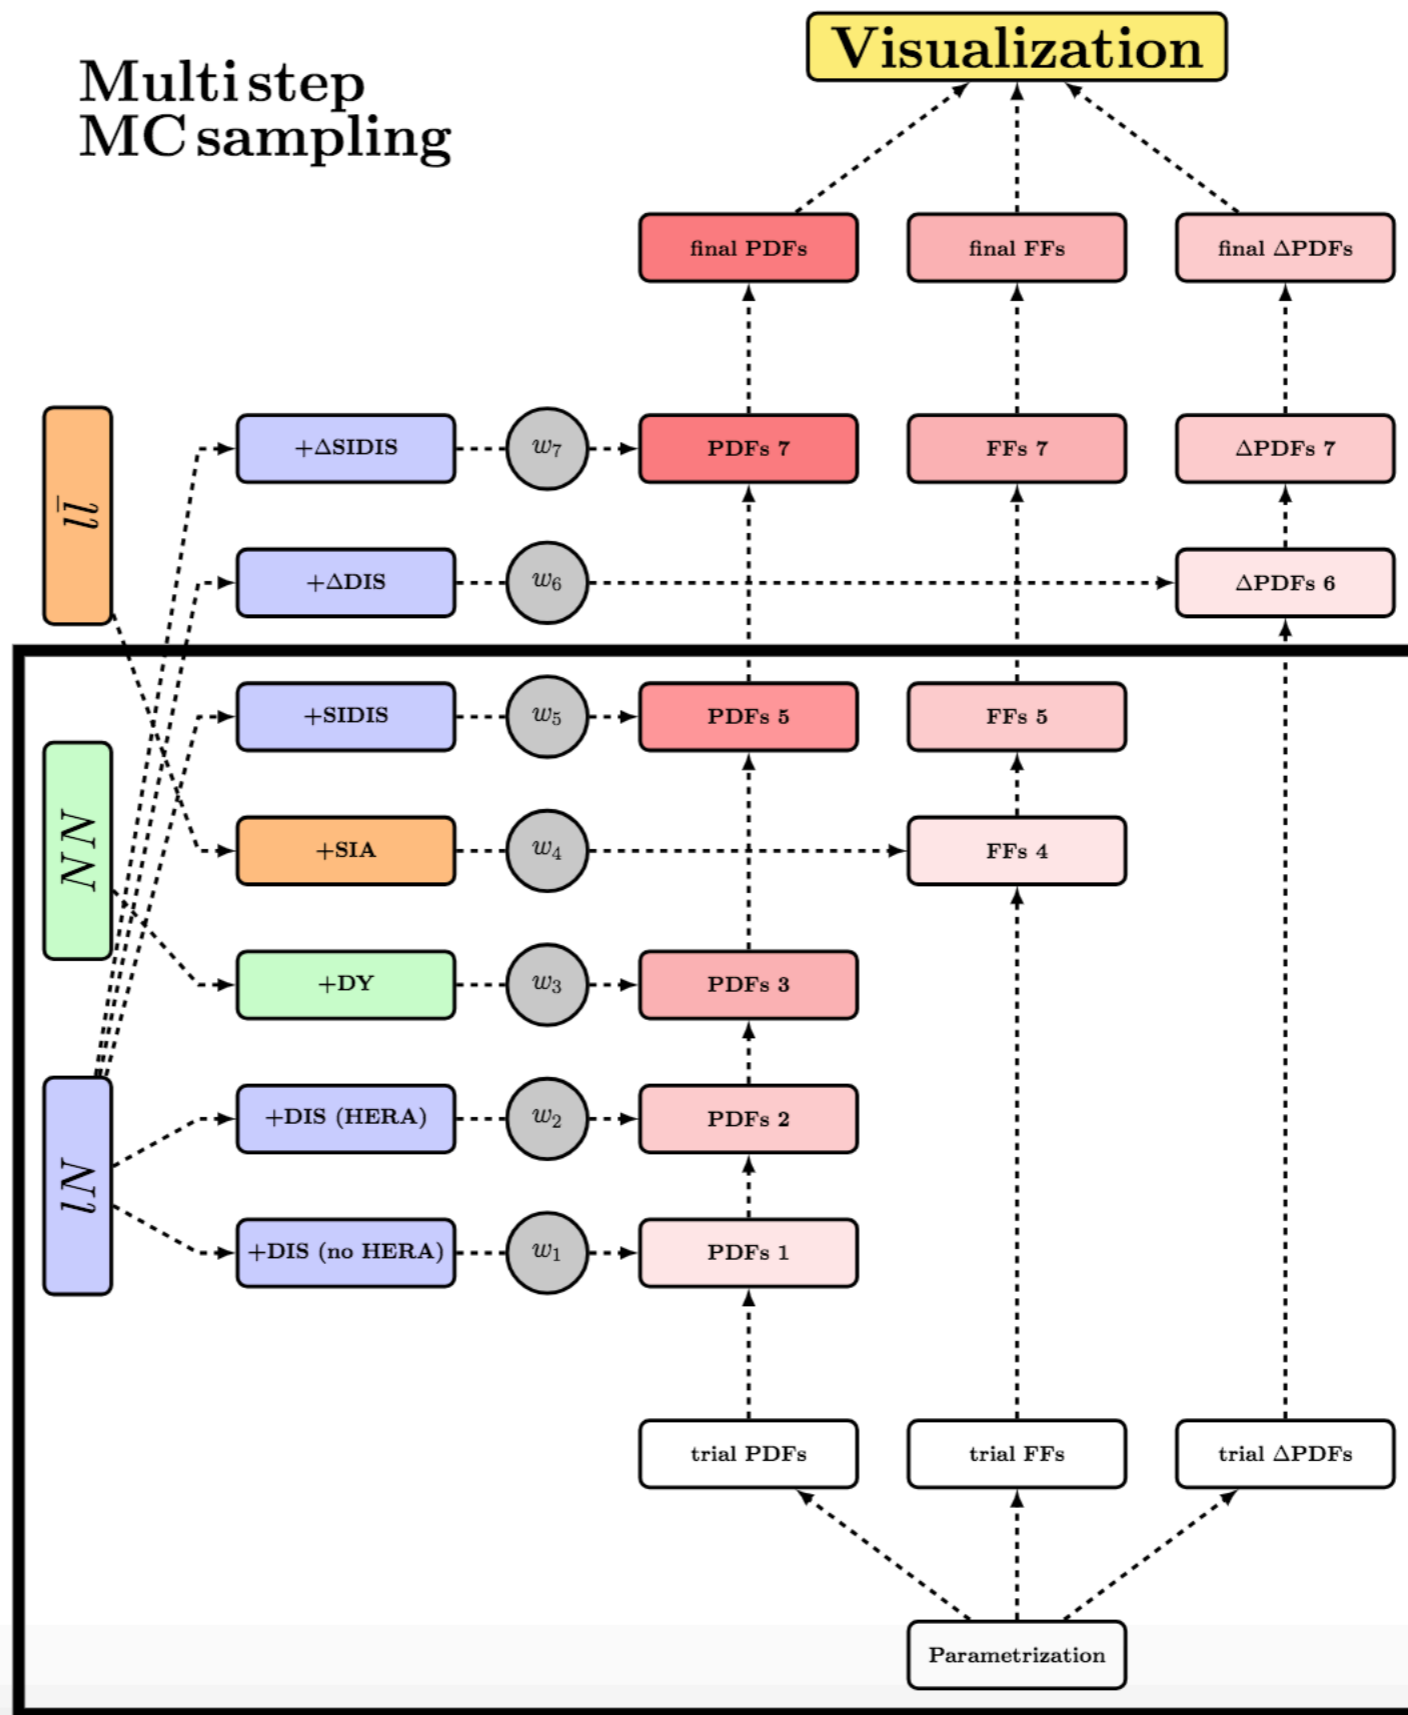 Visualization
Multistep
MC sampling
final PDFs
final FFs
final ΔPDFs
+ΔSIDIS
w₇
PDFs 7
FFs 7
ΔPDFs 7
ll̄
+ΔDIS
w₆
ΔPDFs 6
+SIDIS
w₅
PDFs 5
FFs 5
NN
+SIA
w₄
FFs 4
+DY
w₃
PDFs 3
+DIS (HERA)
w₂
PDFs 2
lN
+DIS (no HERA)
w₁
PDFs 1
trial PDFs
trial FFs
trial ΔPDFs
Parametrization